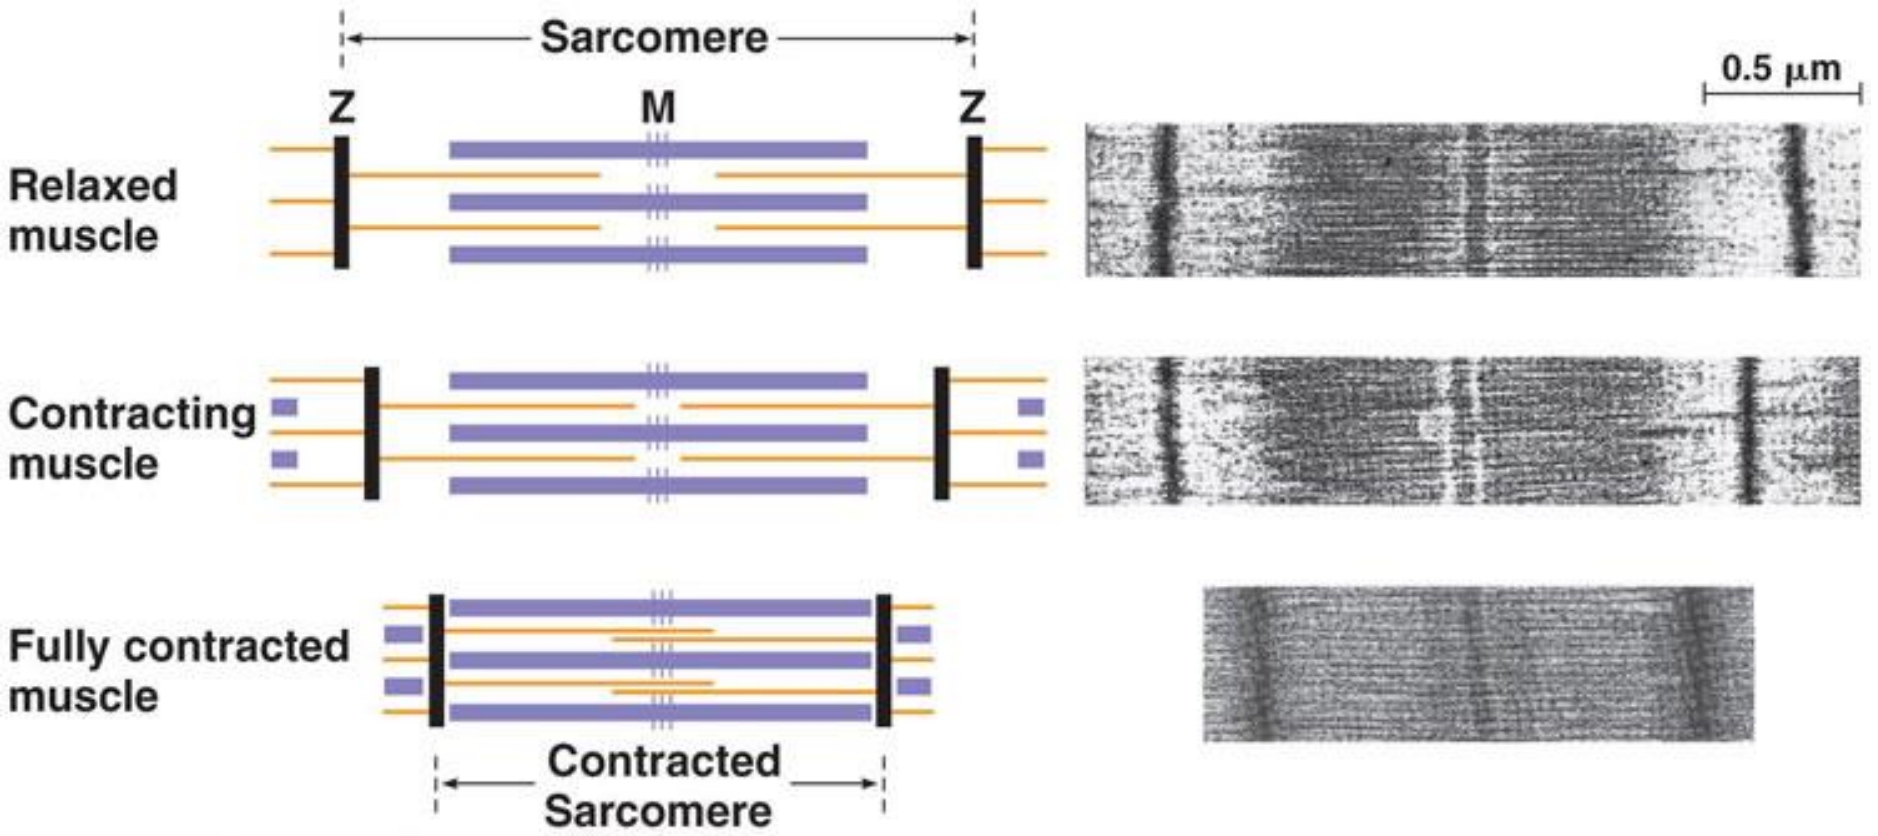 Sarcomere
0.5 μm
Z
M
Z
Relaxed
muscle
Contracting
muscle
Fully contracted
muscle
Contracted
Sarcomere